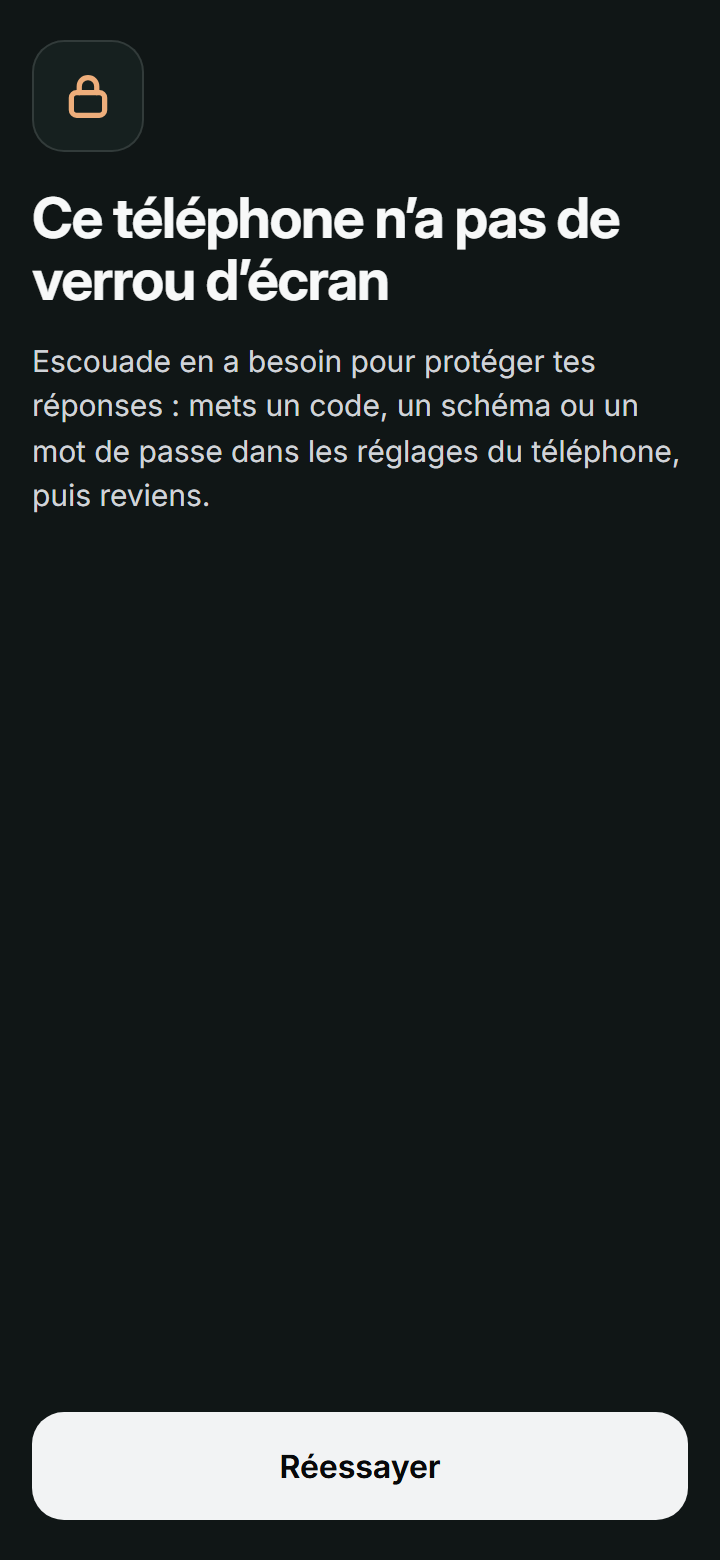 Ce téléphone n’a pas de
verrou d’écran
Escouade en a besoin pour protéger tes
réponses : mets un code, un schéma ou un
mot de passe dans les réglages du téléphone,
puis reviens.
Réessayer